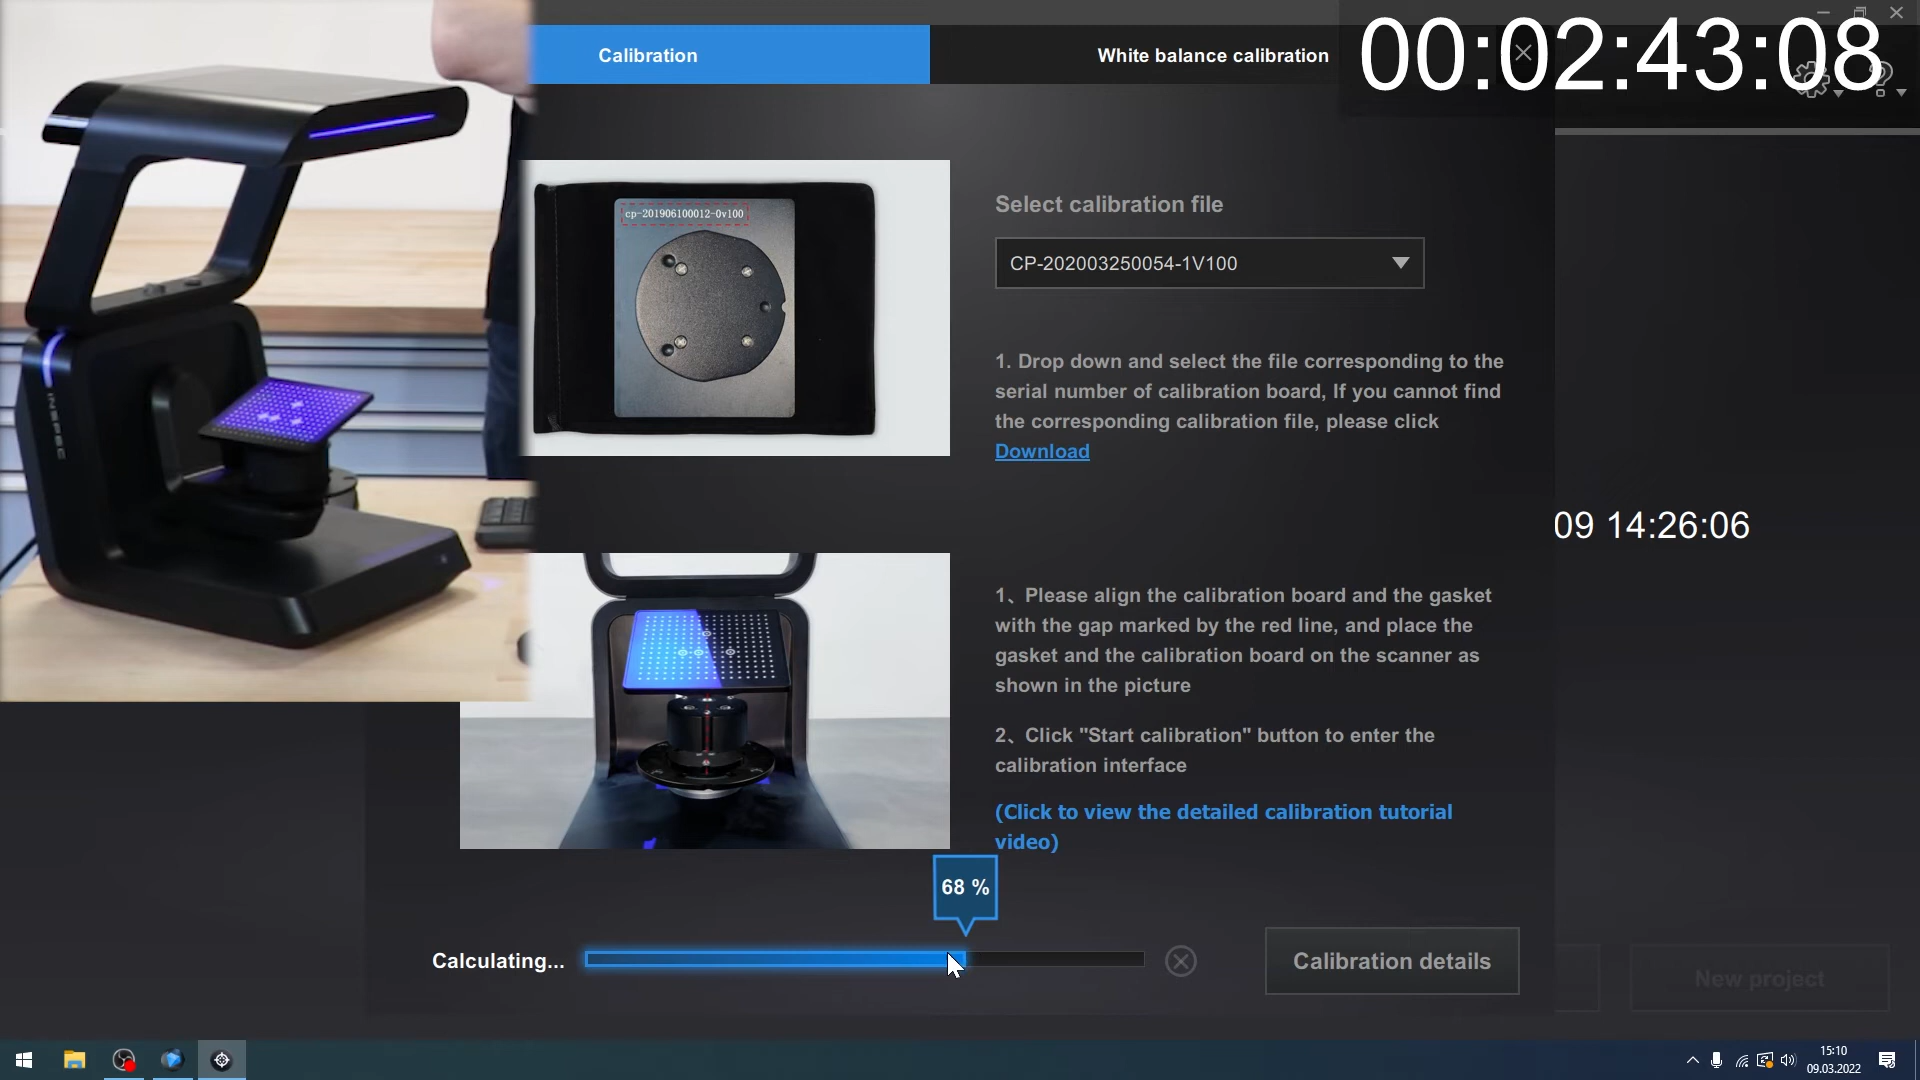 Calibration
White balance calibration
00:02:43:08
cp-201906100012-0v100
Select calibration file
CP-202003250054-1V100
1. Drop down and select the file corresponding to the
serial number of calibration board, If you cannot find
the corresponding calibration file, please click
Download
INSPEC
09 14:26:06
1、Please align the calibration board and the gasket
with the gap marked by the red line, and place the
gasket and the calibration board on the scanner as
shown in the picture
2、Click "Start calibration" button to enter the
calibration interface
(Click to view the detailed calibration tutorial
video)
68 %
Calculating...
Calibration details
New project
15:10
09.03.2022